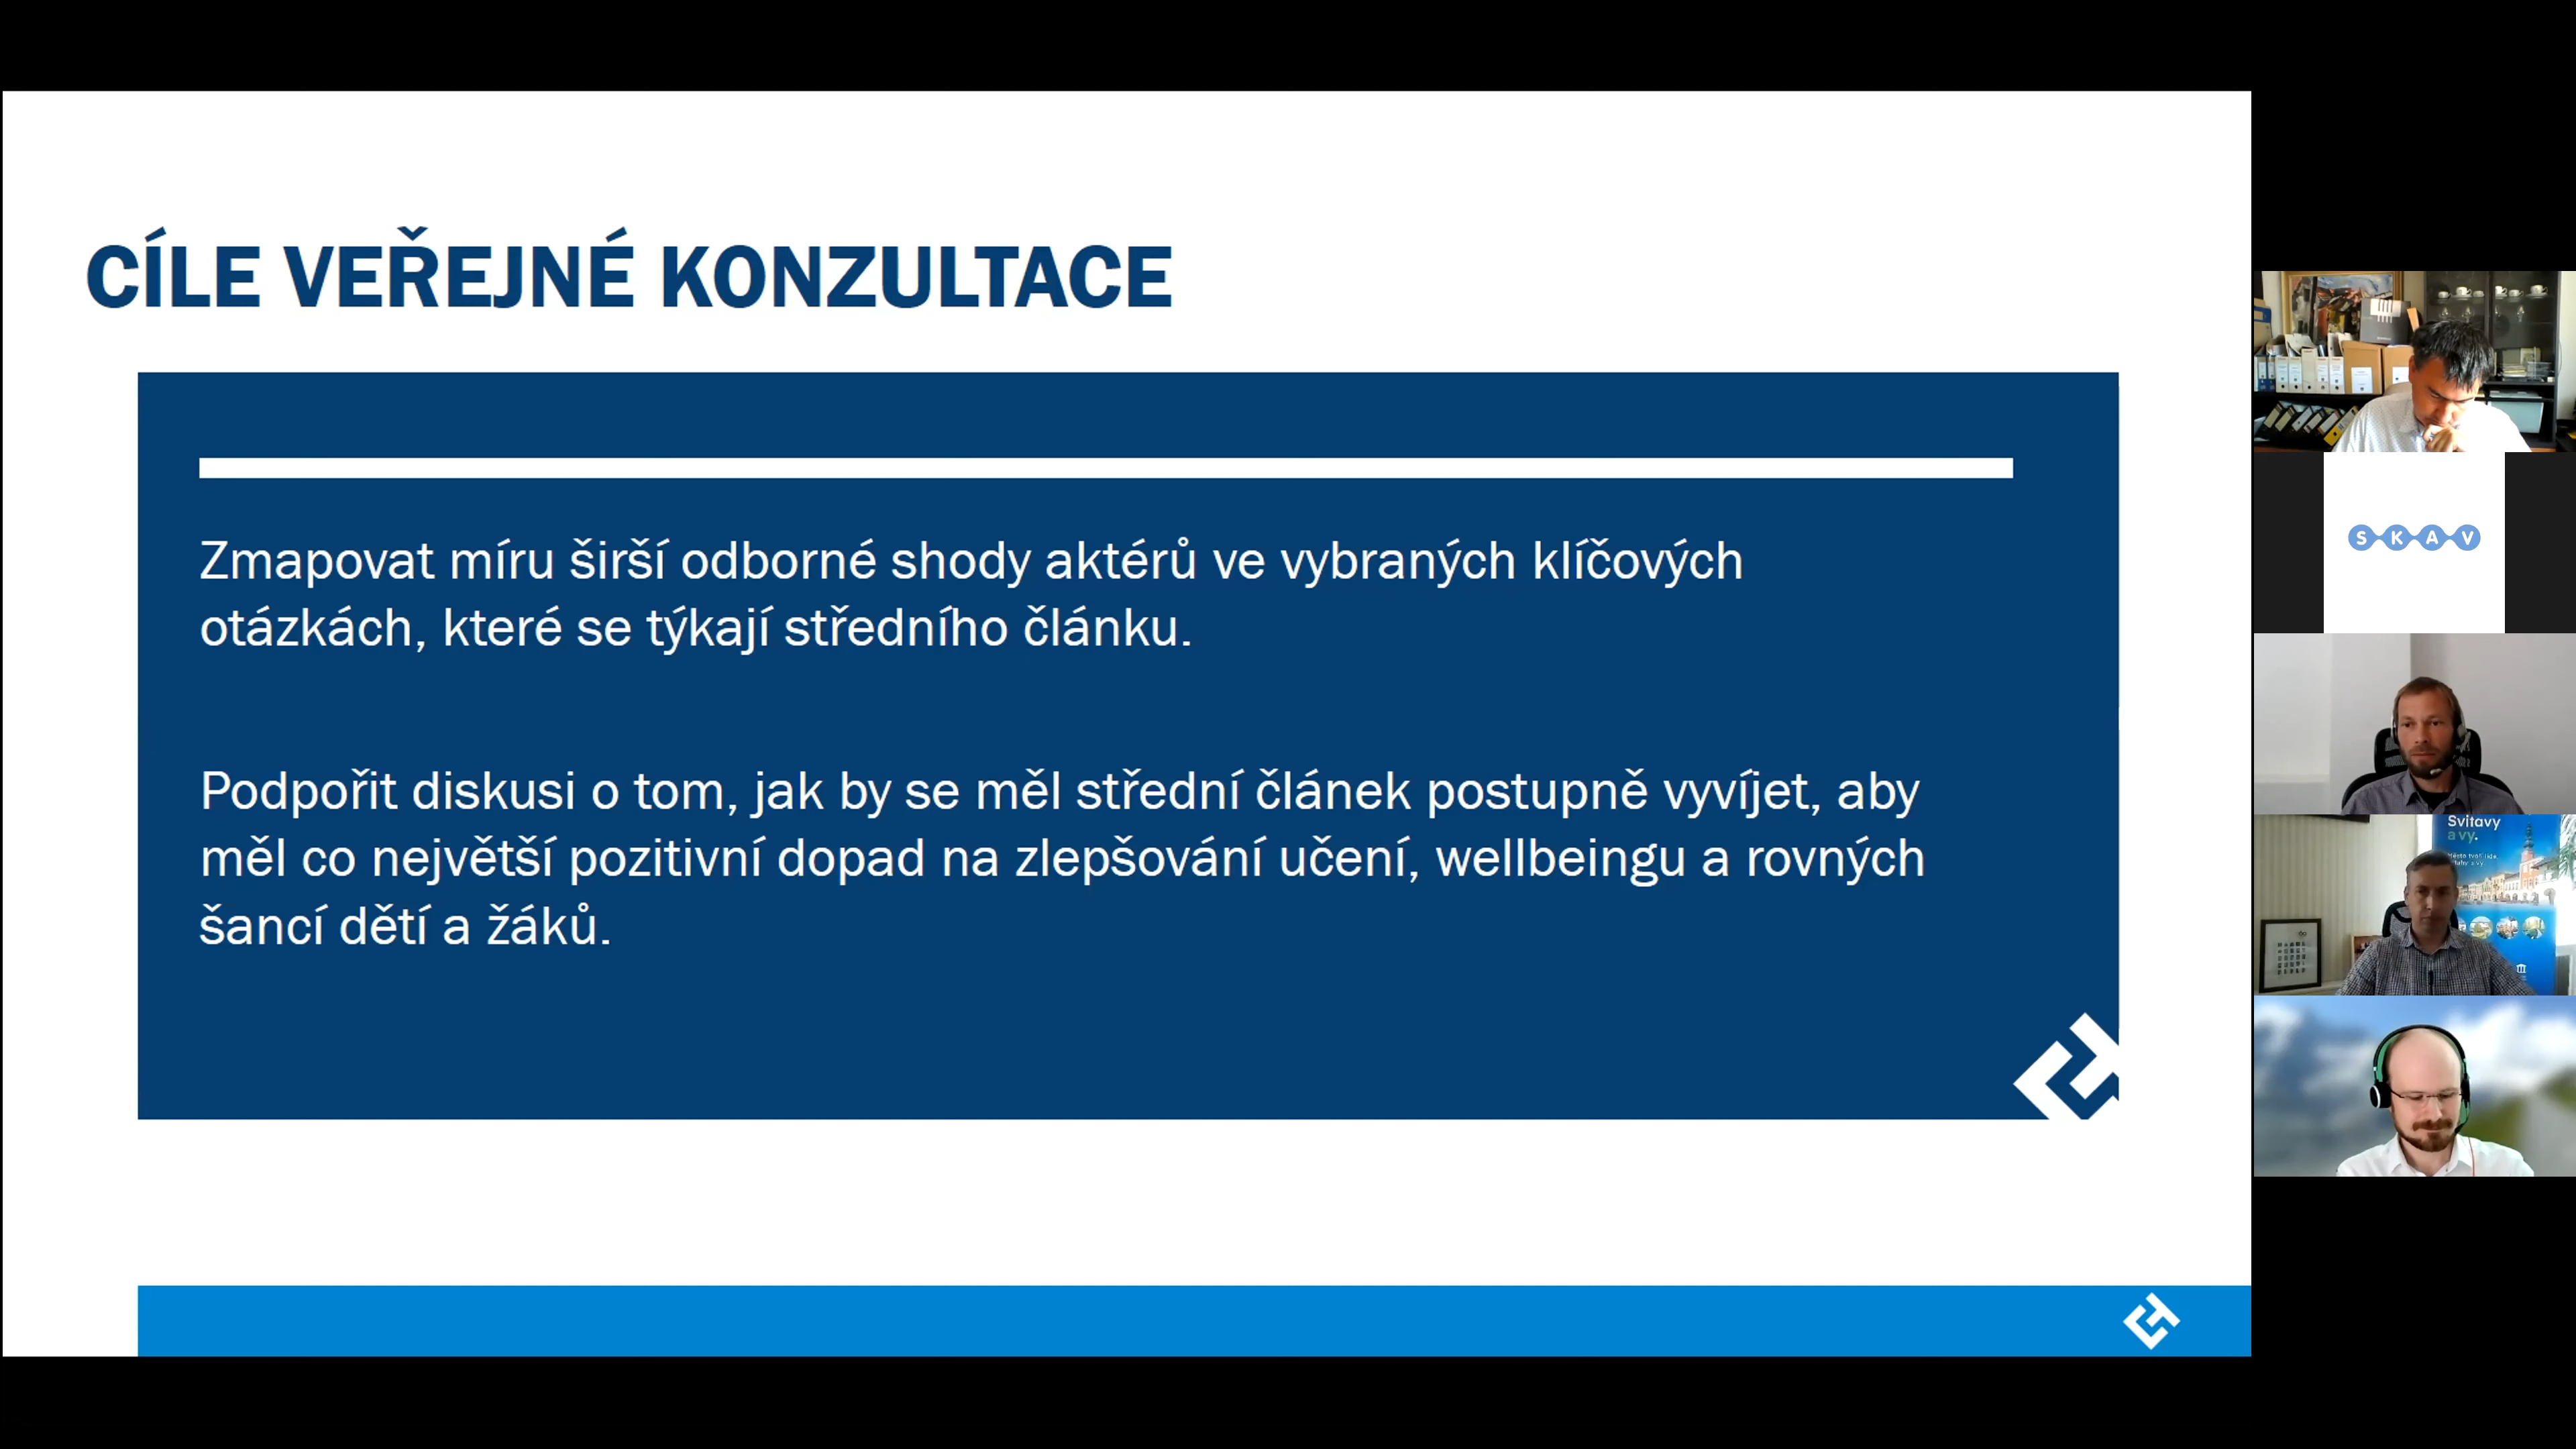 CÍLE VEŘEJNÉ KONZULTACE
Zmapovat míru širší odborné shody aktérů ve vybraných klíčových
otázkách, které se týkají středního článku.
Podpořit diskusi o tom, jak by se měl střední článek postupně vyvíjet, aby
měl co největší pozitivní dopad na zlepšování učení, wellbeingu a rovných
šancí dětí a žáků.
SKAV
Svitavy
a vy.